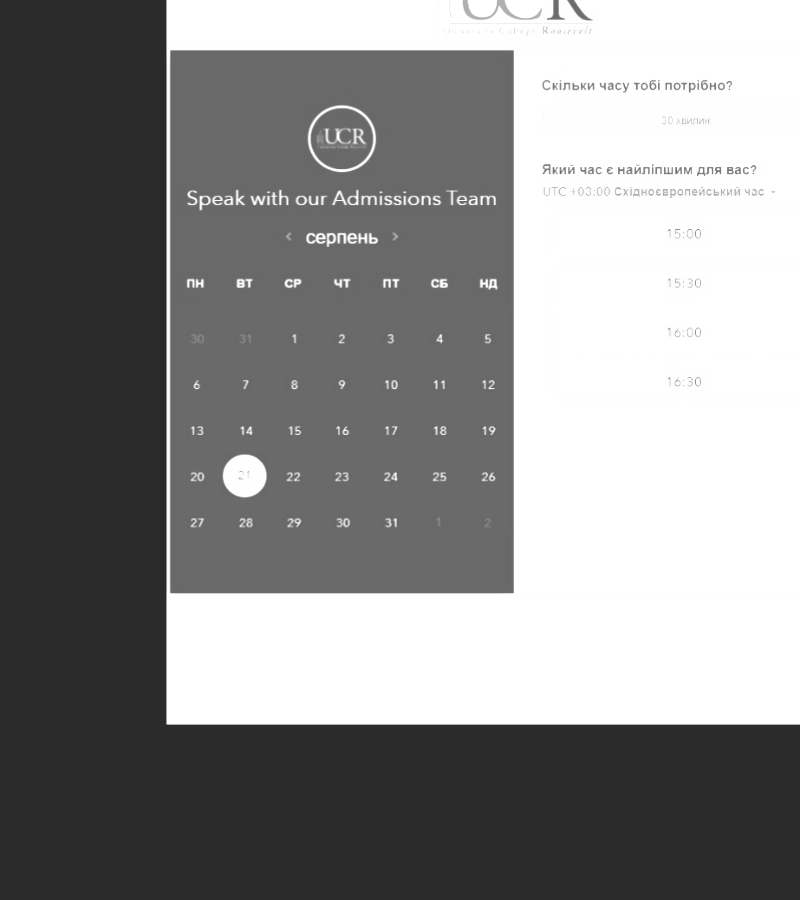 UCR
University College Roosevelt
UCR
Speak with our Admissions Team
< серпень >
ПН ВТ СР ЧТ ПТ СБ НД
30 31 1 2 3 4 5
6 7 8 9 10 11 12
13 14 15 16 17 18 19
20 21 22 23 24 25 26
27 28 29 30 31 1 2
Скільки часу тобі потрібно?
30 хвилин
Який час є найліпшим для вас?
UTC +03:00 Східноєвропейський час
15:00
15:30
16:00
16:30